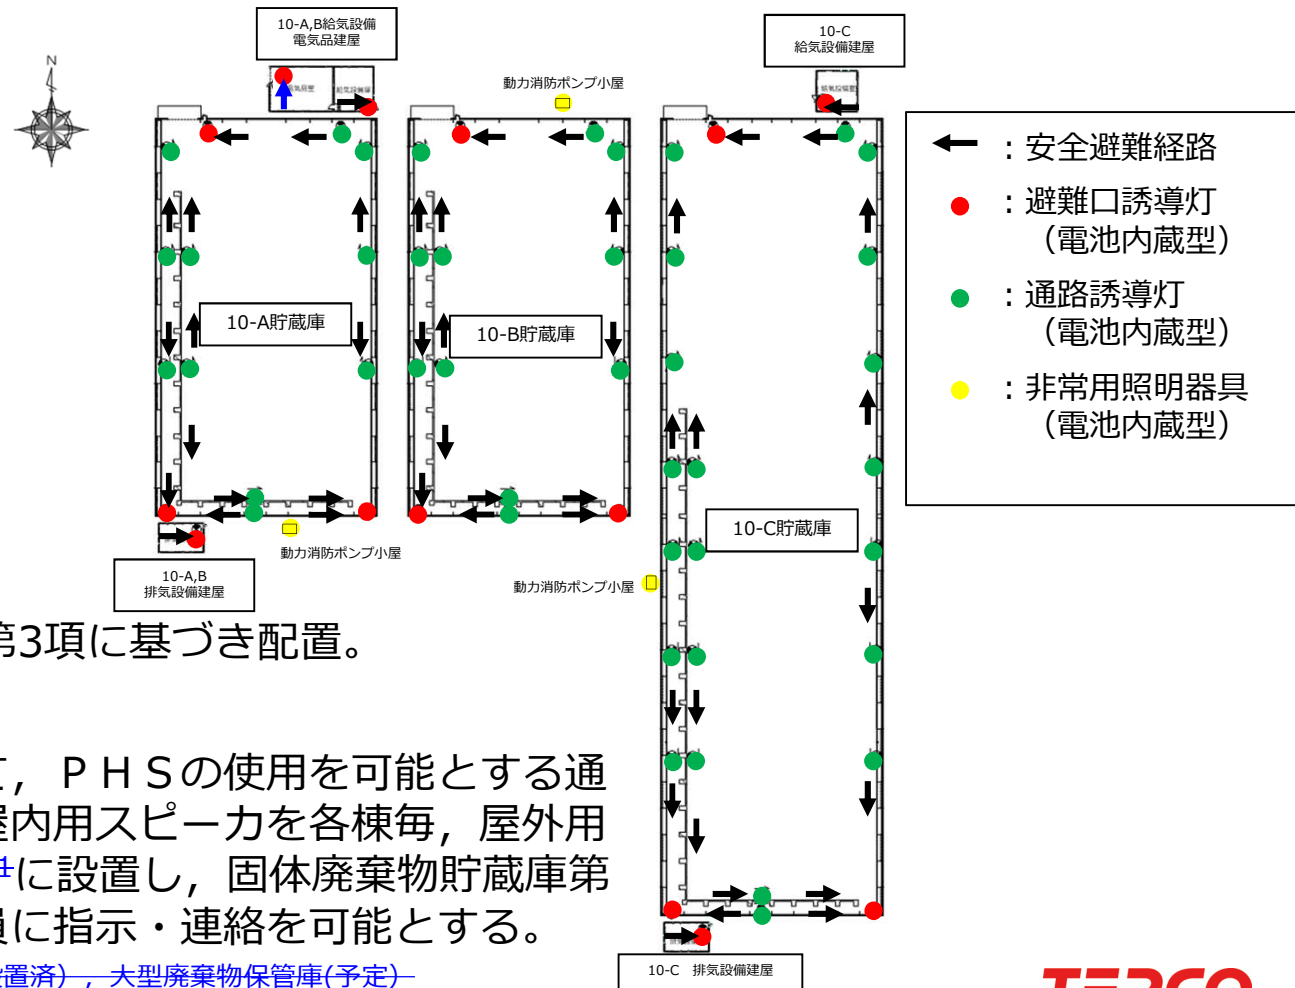 10-A,B給気設備
電気品建屋
10-C
給気設備建屋
N
動力消防ポンプ小屋
：安全避難経路
：避難口誘導灯
（電池内蔵型）
：通路誘導灯
（電池内蔵型）
：非常用照明器具
（電池内蔵型）
10-A貯蔵庫
10-B貯蔵庫
10-C貯蔵庫
動力消防ポンプ小屋
10-A,B
排気設備建屋
動力消防ポンプ小屋
第3項に基づき配置。
て，ＰＨＳの使用を可能とする通
屋内用スピーカを各棟毎，屋外用
に設置し，固体廃棄物貯蔵庫第
員に指示・連絡を可能とする。
設置済），大型廃棄物保管庫(予定）
10-C 排気設備建屋
TEPCO